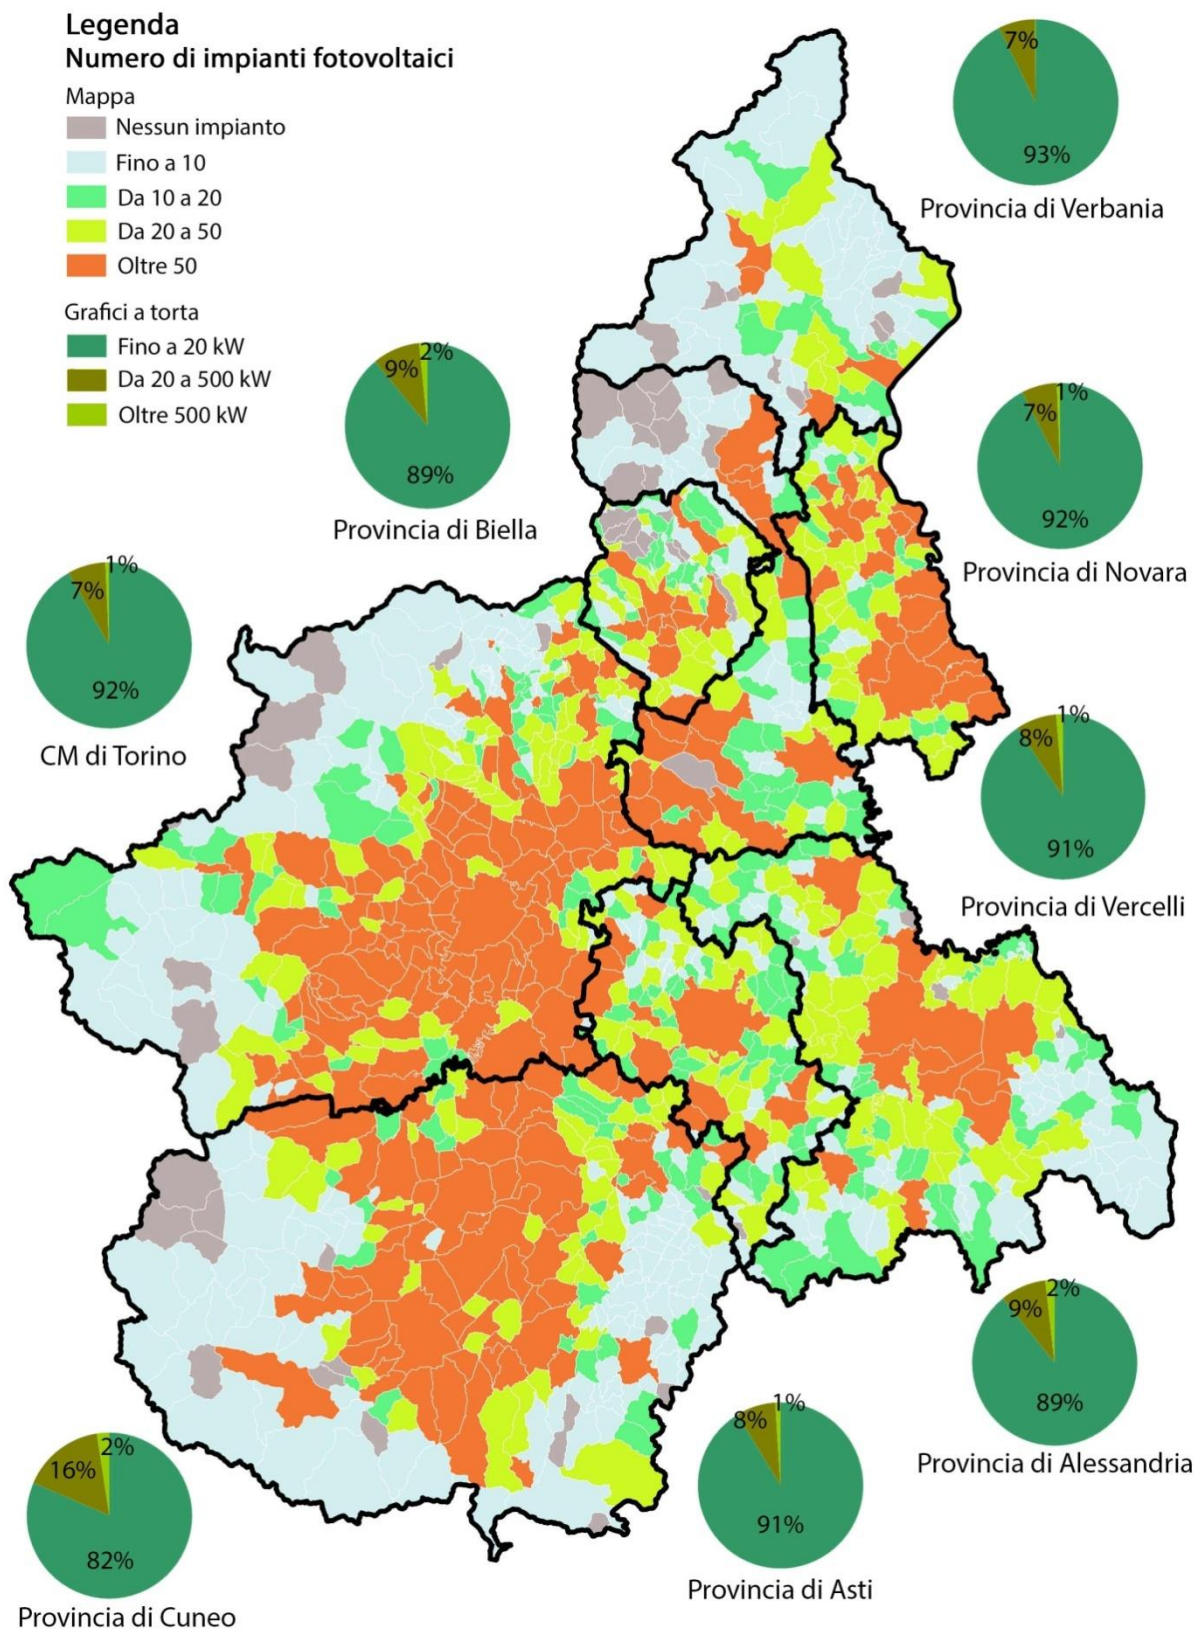 Legenda
Numero di impianti fotovoltaici
Mappa
Nessun impianto
Fino a 10
Da 10 a 20
Da 20 a 50
Oltre 50
Grafici a torta
Fino a 20 kW
Da 20 a 500 kW
Oltre 500 kW
7%
93%
Provincia di Verbania
2%
9%
89%
Provincia di Biella
1%
7%
92%
Provincia di Novara
1%
7%
92%
CM di Torino
1%
8%
91%
Provincia di Vercelli
2%
9%
89%
Provincia di Alessandria
1%
8%
91%
Provincia di Asti
2%
16%
82%
Provincia di Cuneo